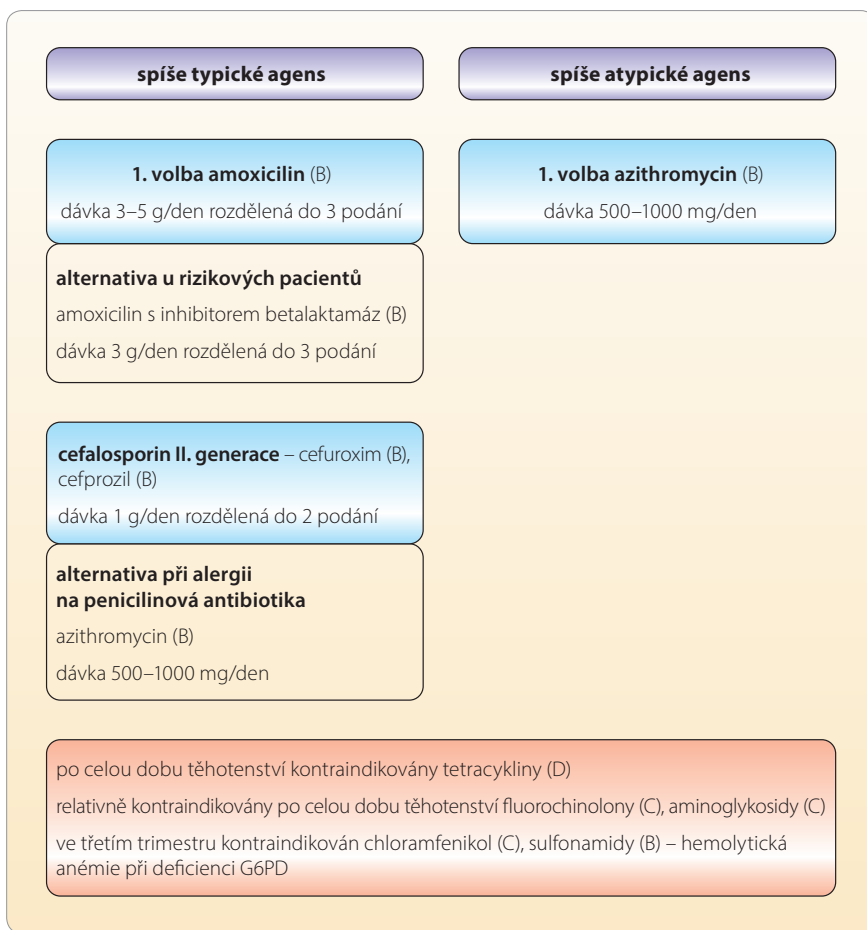 spíše typické agens
spíše atypické agens
1. volba amoxicilin (B)
dávka 3–5 g/den rozdělená do 3 podání
1. volba azithromycin (B)
dávka 500–1000 mg/den
alternativa u rizikových pacientů
amoxicilin s inhibitorem betalaktamáz (B)
dávka 3 g/den rozdělená do 3 podání
cefalosporin II. generace – cefuroxim (B),
cefprozil (B)
dávka 1 g/den rozdělená do 2 podání
alternativa při alergii
na penicilinová antibiotika
azithromycin (B)
dávka 500–1000 mg/den
po celou dobu těhotenství kontraindikovány tetracykliny (D)
relativně kontraindikovány po celou dobu těhotenství fluorochinolony (C), aminoglykosidy (C)
ve třetím trimestru kontraindikován chloramfenikol (C), sulfonamidy (B) – hemolytická
anémie při deficienci G6PD